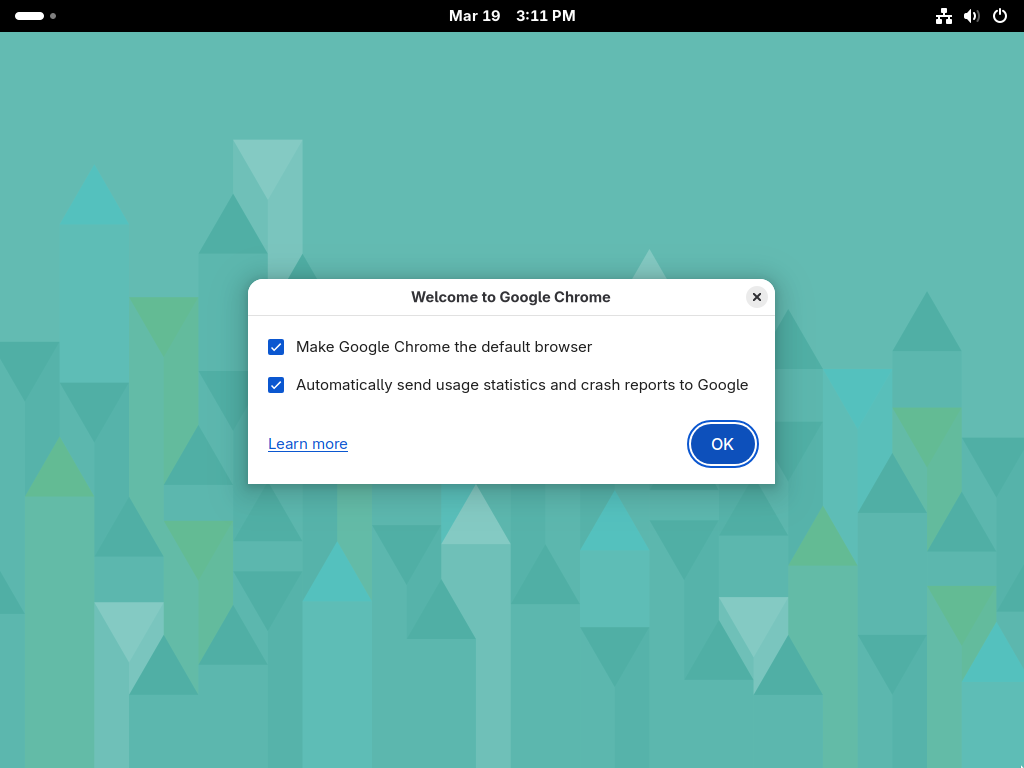 Mar 19 3:11 PM
Welcome to Google Chrome
Make Google Chrome the default browser
Automatically send usage statistics and crash reports to Google
Learn more
OK